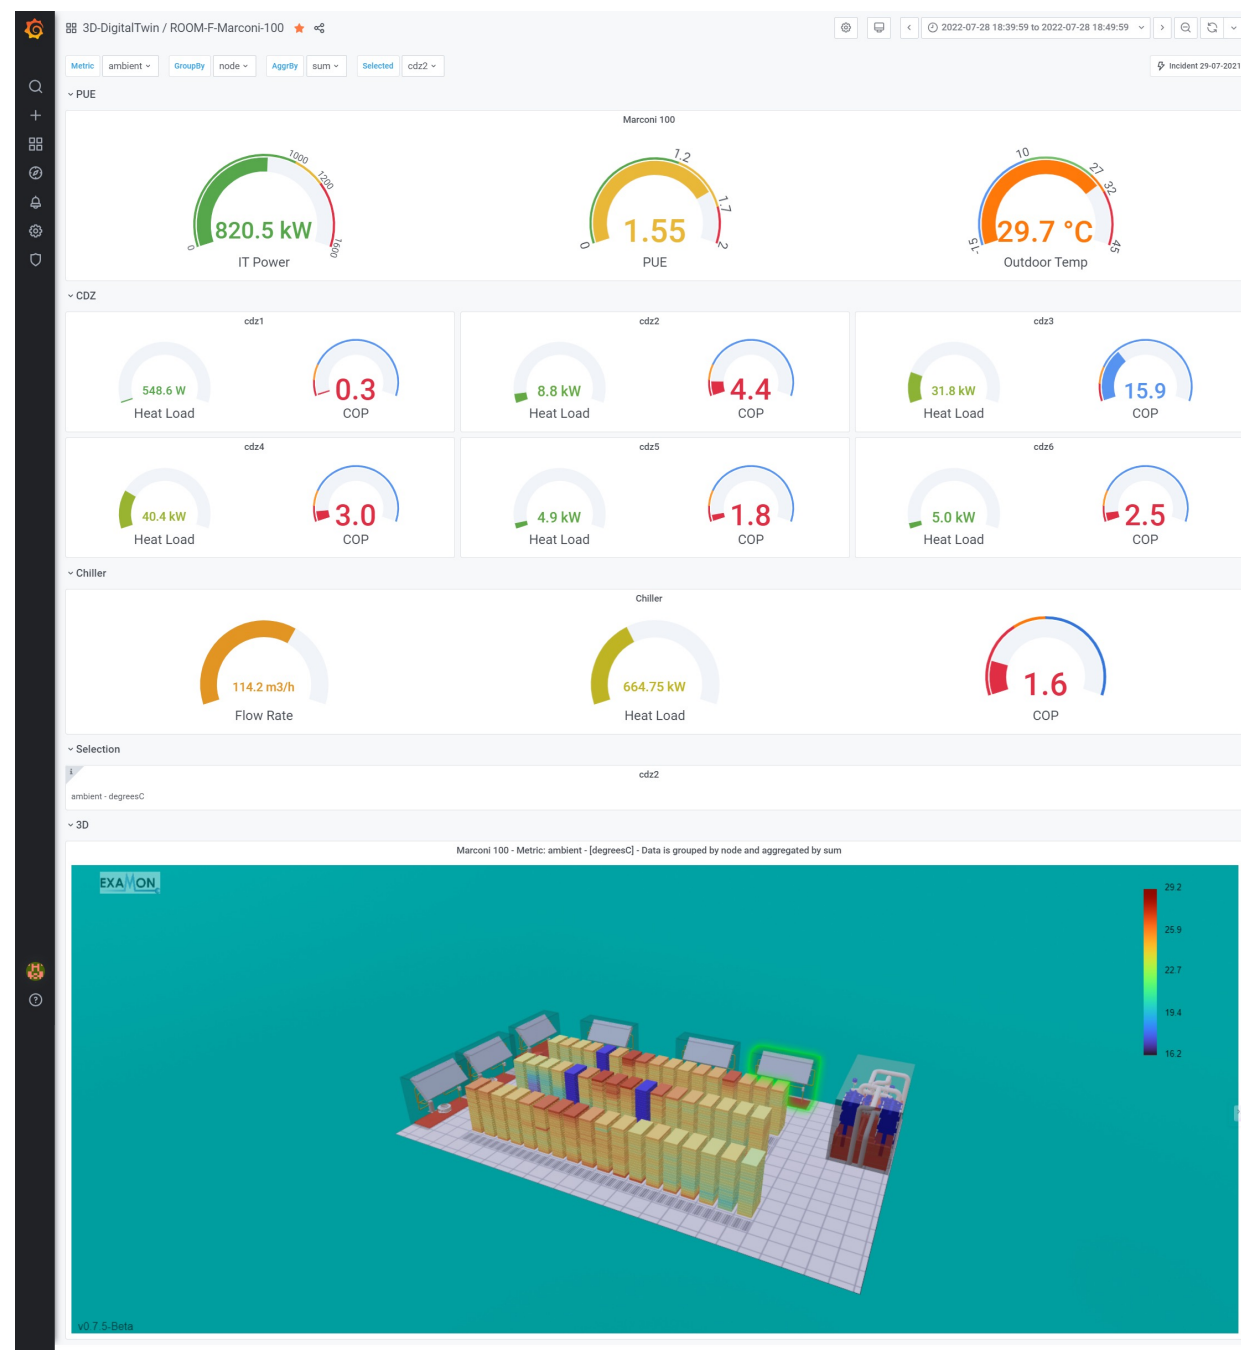 3D-DigitalTwin / ROOM-F-Marconi-100
2022-07-28 18:39:59 to 2022-07-28 18:49:59
Metric ambient GroupBy node AggrBy sum Selected cdz2
Incident 29-07-2021
PUE
Marconi 100
0 1000 1200 1600
820.5 kW
IT Power
0 1.2 1.7 2
1.55
PUE
-15 10 27 32 45
29.7 °C
Outdoor Temp
CDZ
cdz1
548.6 W
Heat Load
0.3
COP
cdz2
8.8 kW
Heat Load
4.4
COP
cdz3
31.8 kW
Heat Load
15.9
COP
cdz4
40.4 kW
Heat Load
3.0
COP
cdz5
4.9 kW
Heat Load
1.8
COP
cdz6
5.0 kW
Heat Load
2.5
COP
Chiller
Chiller
114.2 m3/h
Flow Rate
664.75 kW
Heat Load
1.6
COP
Selection
i
cdz2
ambient - degreesC
3D
Marconi 100 - Metric: ambient - [degreesC] - Data is grouped by node and aggregated by sum
EXAMON
29.2
25.9
22.7
19.4
16.2
v0.7.5-Beta